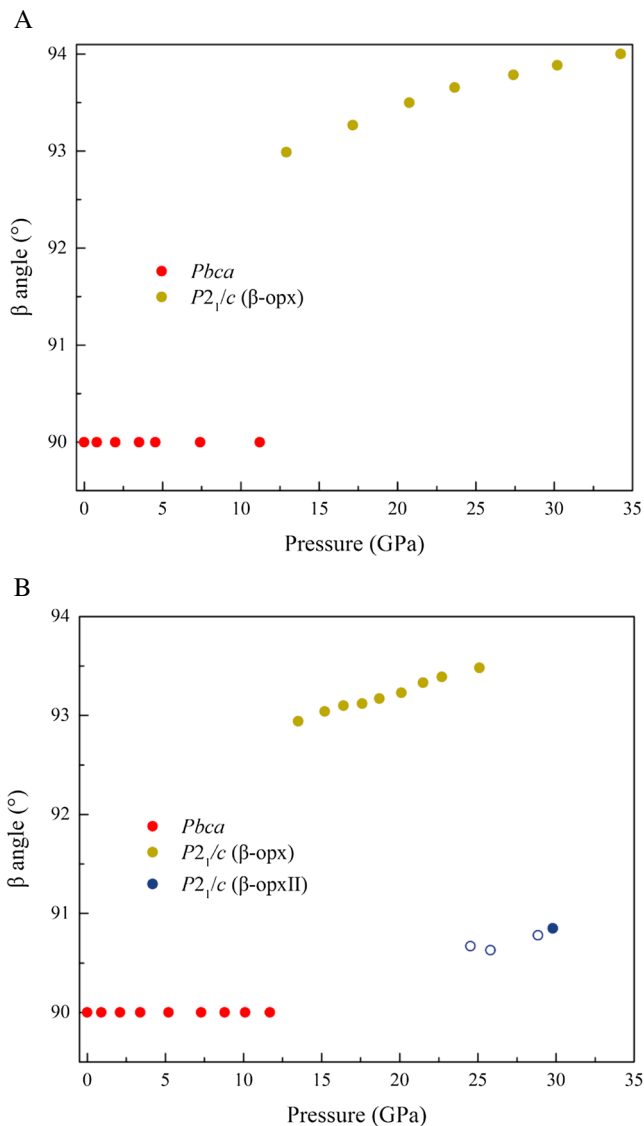 A
94
93
92
91
90
β angle (°)
Pbca
P2₁/c (β-opx)
0 5 10 15 20 25 30 35
Pressure (GPa)
B
94
93
92
91
90
β angle (°)
Pbca
P2₁/c (β-opx)
P2₁/c (β-opxII)
0 5 10 15 20 25 30 35
Pressure (GPa)